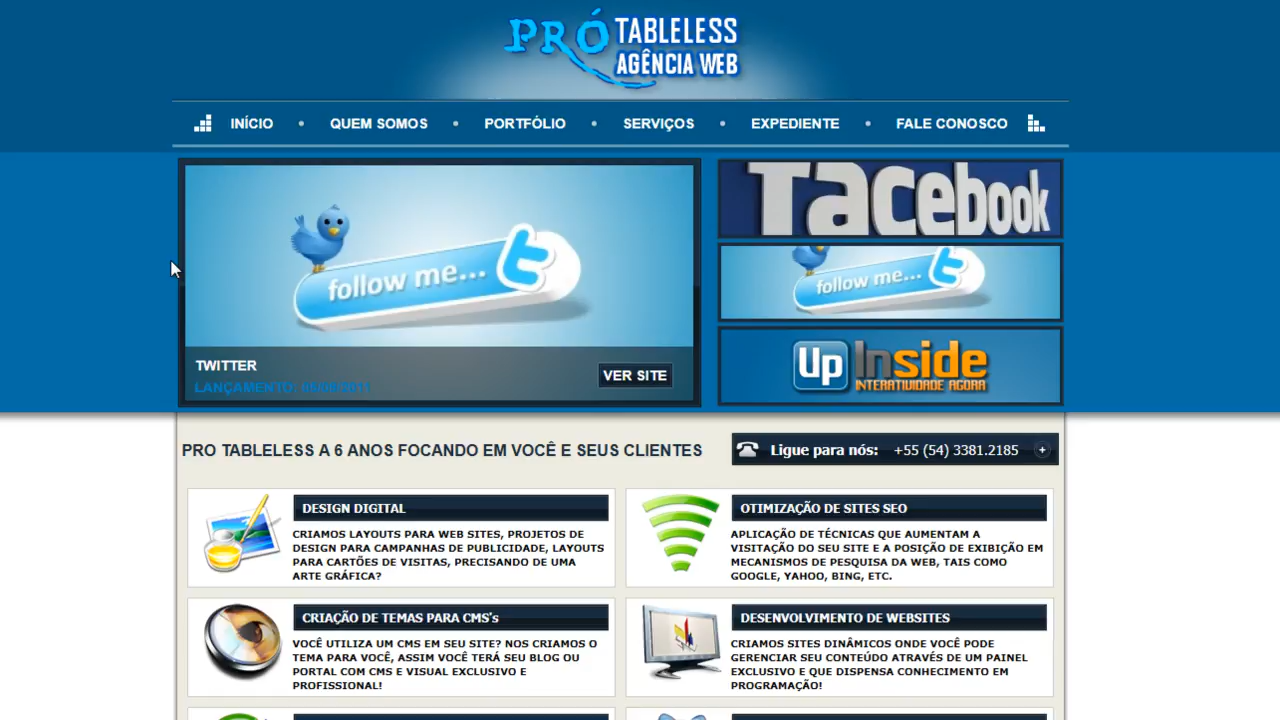 PRÓ TABLELESS
AGÊNCIA WEB
INÍCIO • QUEM SOMOS • PORTFÓLIO • SERVIÇOS • EXPEDIENTE • FALE CONOSCO
follow me... t
TWITTER
LANÇAMENTO: 09/09/2011
VER SITE
facebook
follow me... t
Up Inside
INTERATIVIDADE AGORA
PRO TABLELESS A 6 ANOS FOCANDO EM VOCÊ E SEUS CLIENTES
Ligue para nós: +55 (54) 3381.2185 +
DESIGN DIGITAL
CRIAMOS LAYOUTS PARA WEB SITES, PROJETOS DE
DESIGN PARA CAMPANHAS DE PUBLICIDADE, LAYOUTS
PARA CARTÕES DE VISITAS, PRECISANDO DE UMA
ARTE GRÁFICA?
OTIMIZAÇÃO DE SITES SEO
APLICAÇÃO DE TÉCNICAS QUE AUMENTAM A
VISITAÇÃO DO SEU SITE E A POSIÇÃO DE EXIBIÇÃO EM
MECANISMOS DE PESQUISA DA WEB, TAIS COMO
GOOGLE, YAHOO, BING, ETC.
CRIAÇÃO DE TEMAS PARA CMS's
VOCÊ UTILIZA UM CMS EM SEU SITE? NOS CRIAMOS O
TEMA PARA VOCÊ, ASSIM VOCÊ TERÁ SEU BLOG OU
PORTAL COM CMS E VISUAL EXCLUSIVO E
PROFISSIONAL!
DESENVOLVIMENTO DE WEBSITES
CRIAMOS SITES DINÂMICOS ONDE VOCÊ PODE
GERENCIAR SEU CONTEÚDO ATRAVÉS DE UM PAINEL
EXCLUSIVO E QUE DISPENSA CONHECIMENTO EM
PROGRAMAÇÃO!